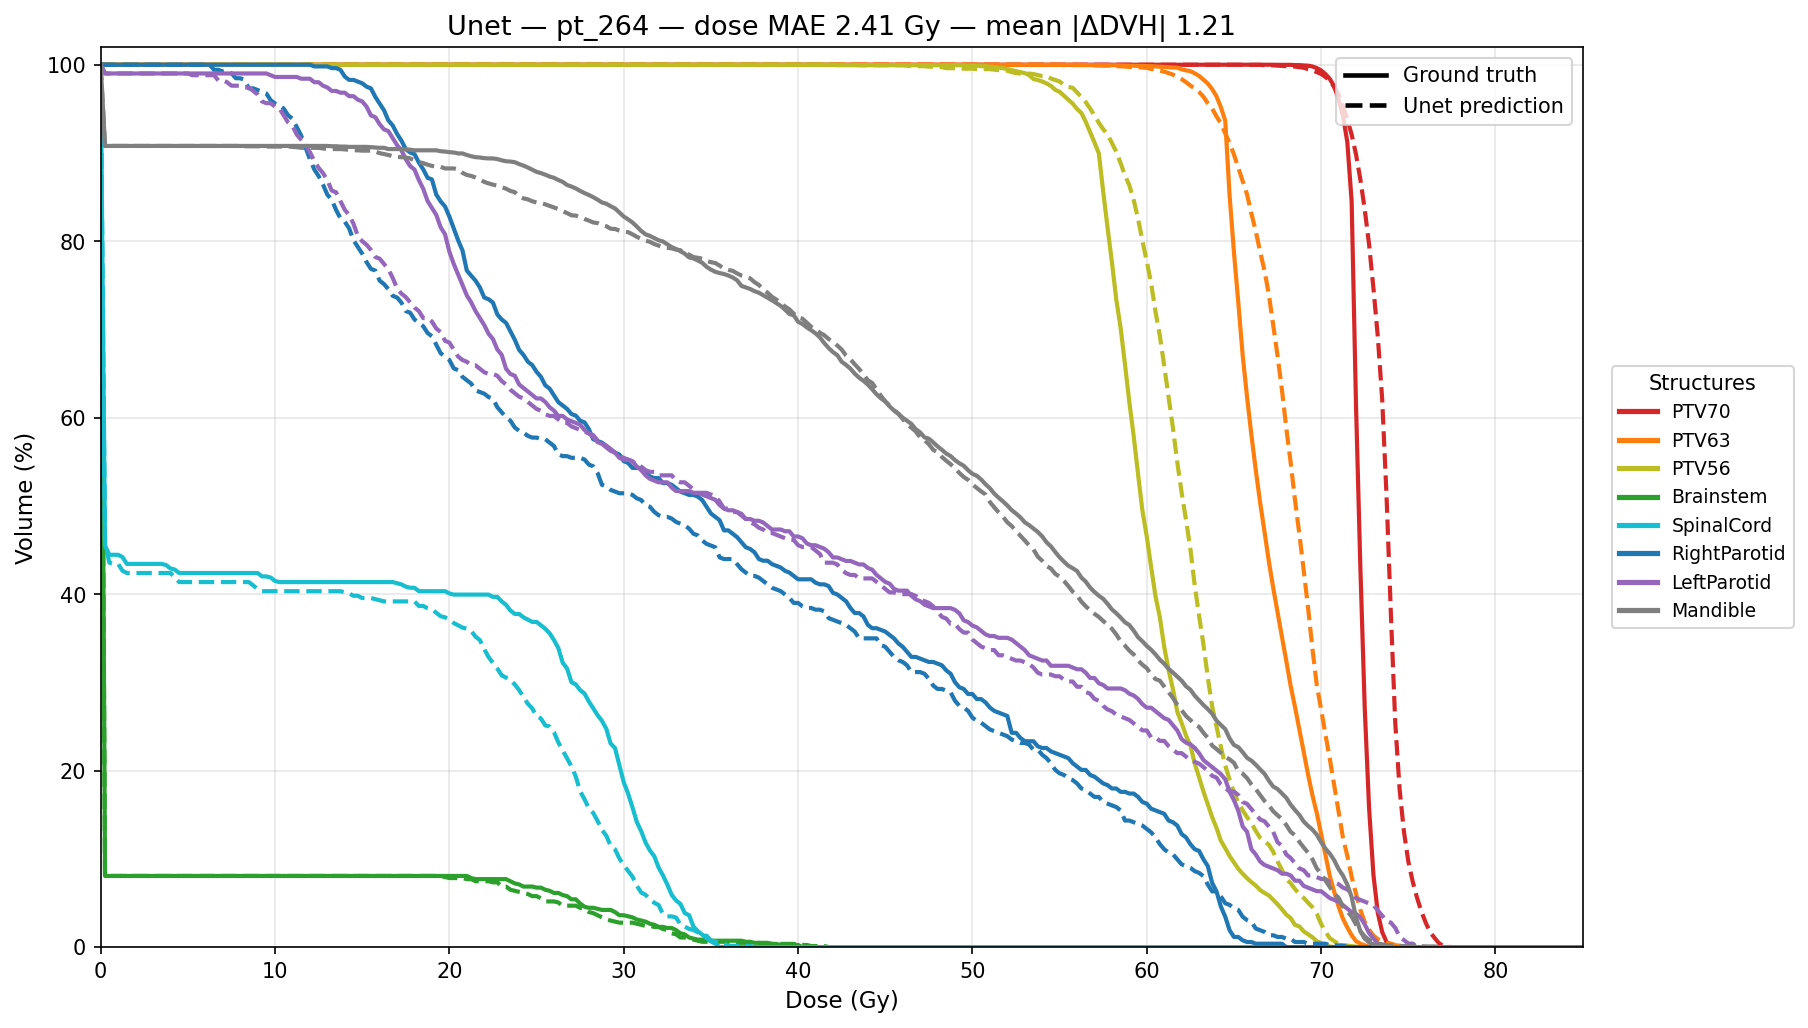 Unet — pt_264 — dose MAE 2.41 Gy — mean |ΔDVH| 1.21
Ground truth
Unet prediction
100
80
60
40
20
0
Volume (%)
0 10 20 30 40 50 60 70 80
Dose (Gy)
Structures
PTV70
PTV63
PTV56
Brainstem
SpinalCord
RightParotid
LeftParotid
Mandible